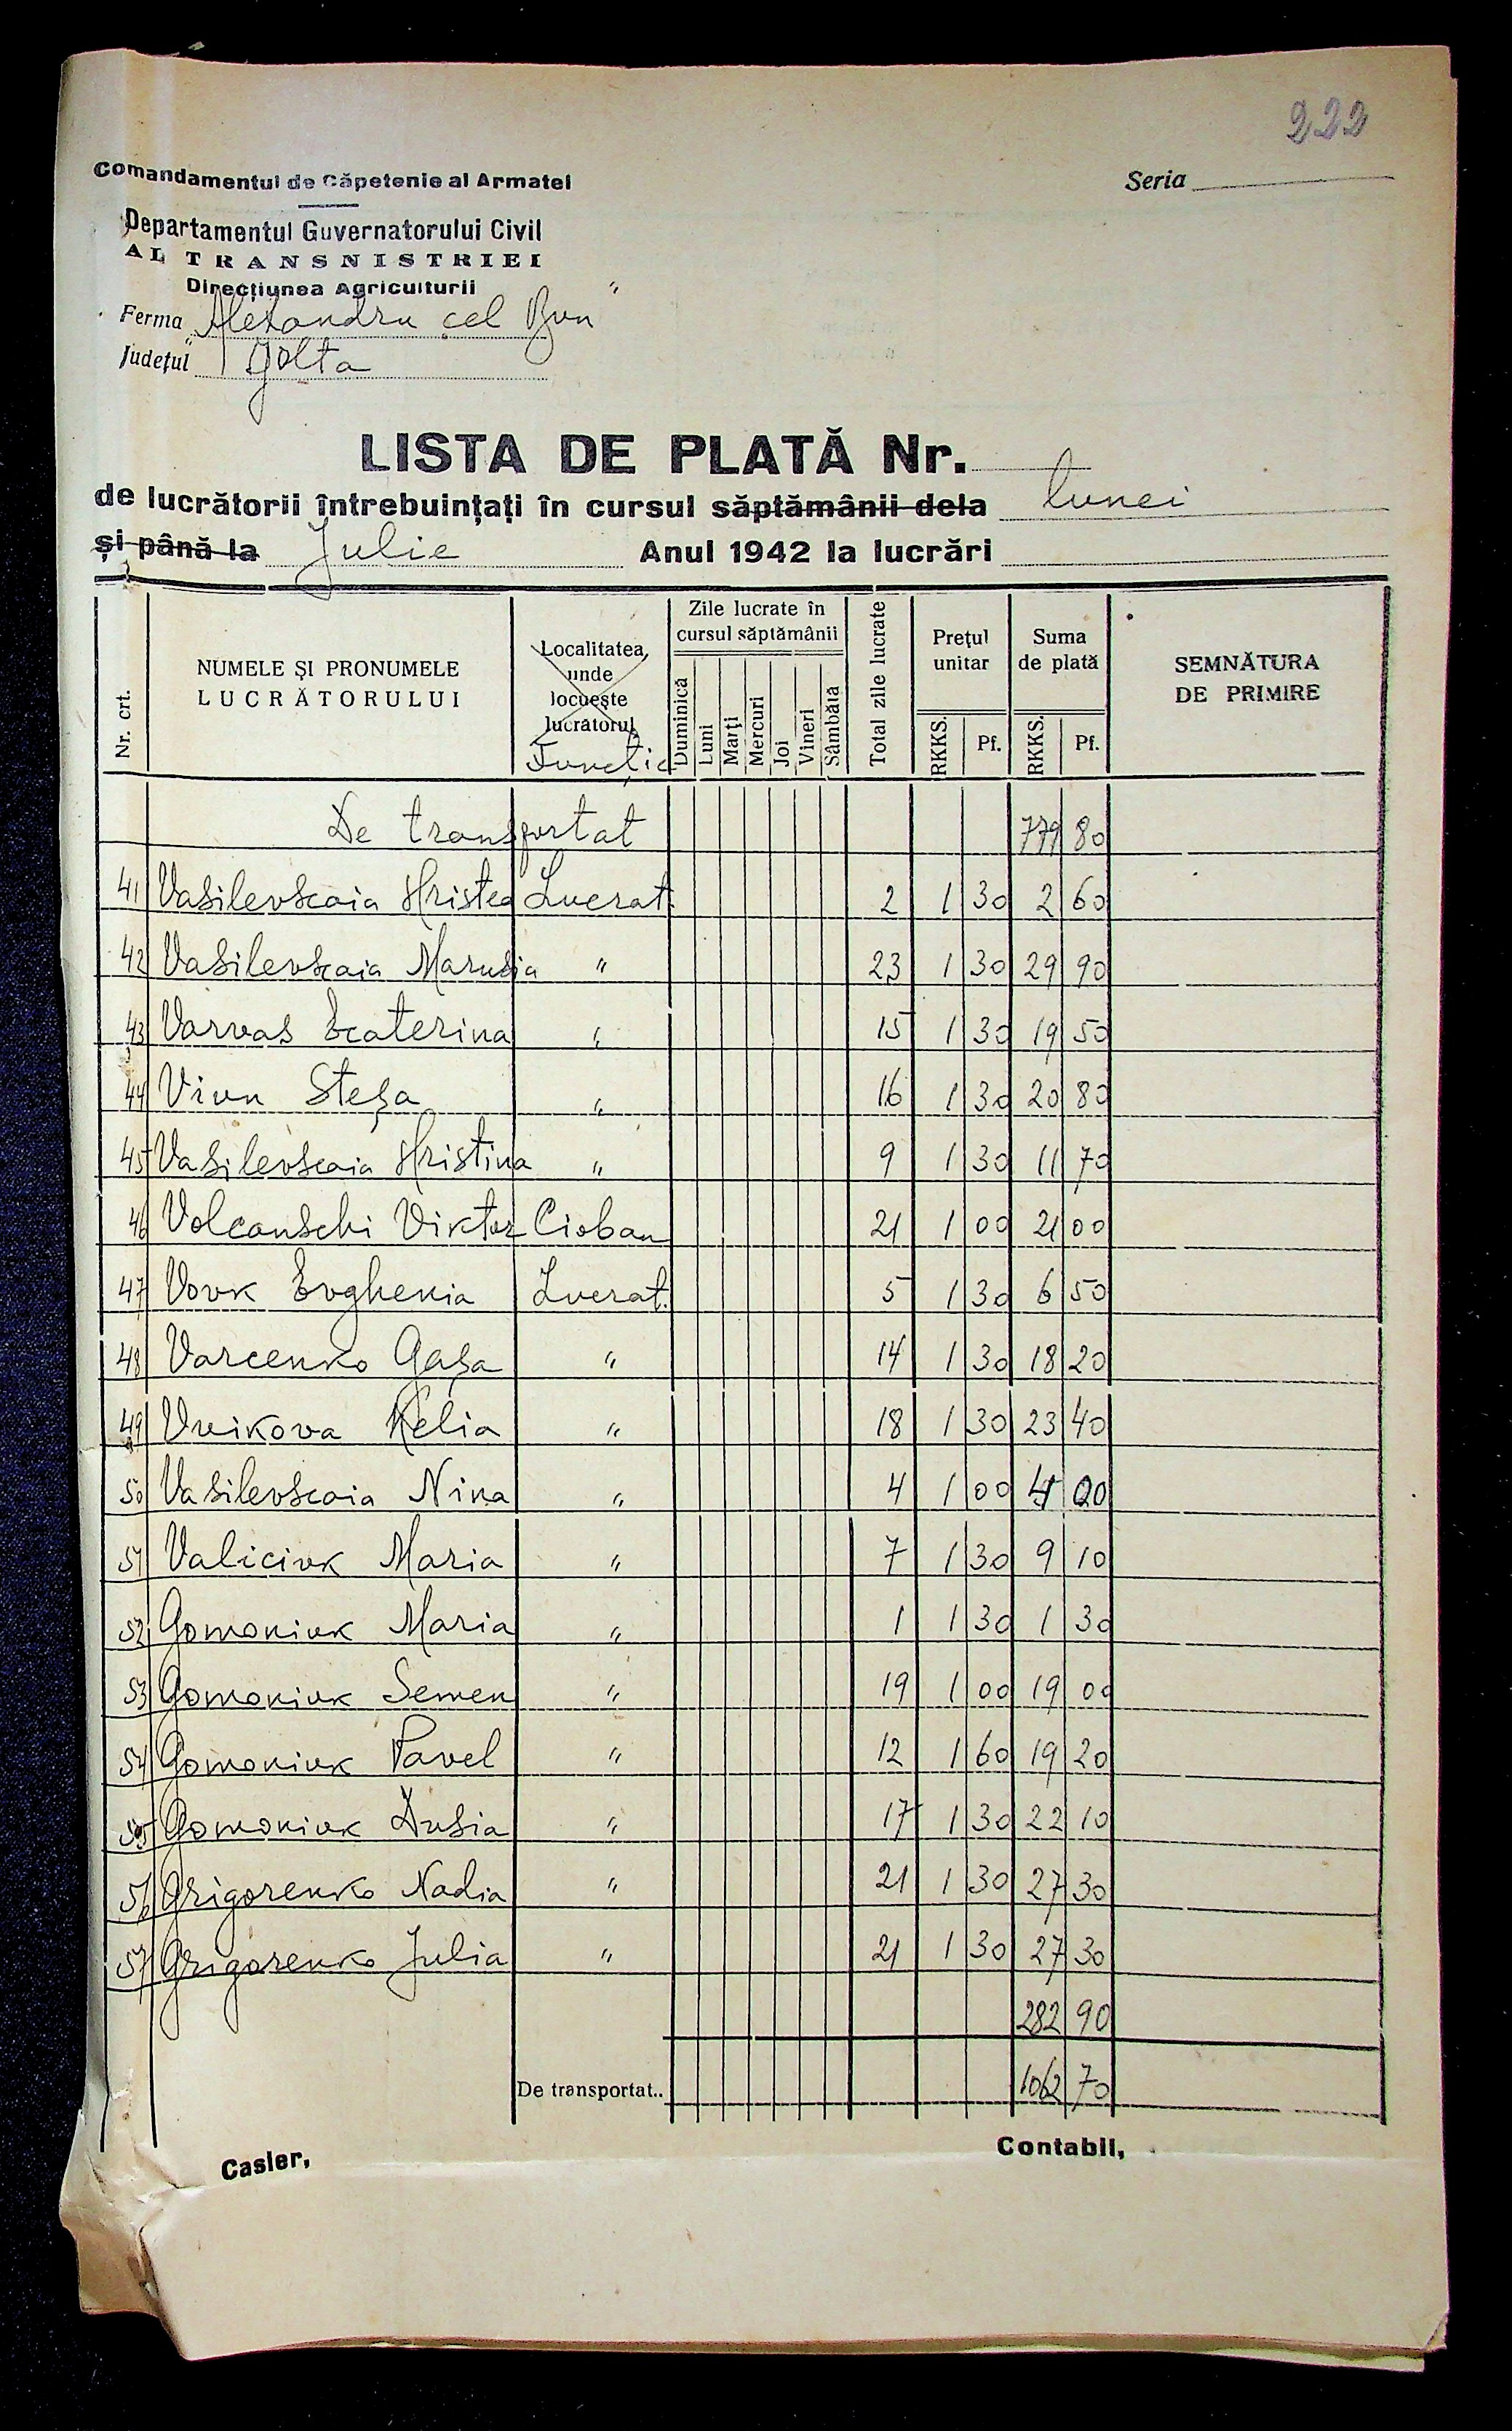 222
Comandamentul de Căpetenie al Armatei
Seria
Departamentul Guvernatorului Civil
AL TRANSNISTRIEI
Direcțiunea Agriculturii
Ferma „Alexandru cel Bun”
Județul Golta
LISTA DE PLATĂ Nr.
de lucrătorii întrebuințați în cursul săptămânii dela lunei
și până la Julie Anul 1942 la lucrări
Nr. crt. NUMELE ȘI PRONUMELE LUCRĂTORULUI Localitatea unde locuește lucrătorul Funcția Zile lucrate în cursul săptămânii Duminică Luni Marți Mercuri Joi Vineri Sâmbăta Total zile lucrate Prețul unitar RKKS. Pf. Suma de plată RKKS. Pf. SEMNĂTURA DE PRIMIRE
De transportat 779 80
41 Vasilevscaia Hristea Lucrat. 2 1 30 2 60
42 Vasilevscaia Marusia " 23 1 30 29 90
43 Varvas Ecaterina " 15 1 30 19 50
44 Viun Steșa " 16 1 30 20 80
45 Vasilevscaia Hristina " 9 1 30 11 70
46 Volcanschi Viktor Cioban 21 1 00 21 00
47 Vovk Evghenia Lucrat. 5 1 30 6 50
48 Varcenko Gașa " 14 1 30 18 20
49 Vvikova Kelia " 18 1 30 23 40
50 Vasilevscaia Nina " 4 1 00 4 00
51 Valiciuk Maria " 7 1 30 9 10
52 Gomoniuk Maria " 1 1 30 1 30
53 Gomoniuk Semen " 19 1 00 19 00
54 Gomoniuk Pavel " 12 1 60 19 20
55 Gomoniuk Dusia " 17 1 30 22 10
56 Grigorenko Nadia " 21 1 30 27 30
57 Grigorenko Julia " 21 1 30 27 30
282 90
De transportat.. 1062 70
Casier,
Contabil,